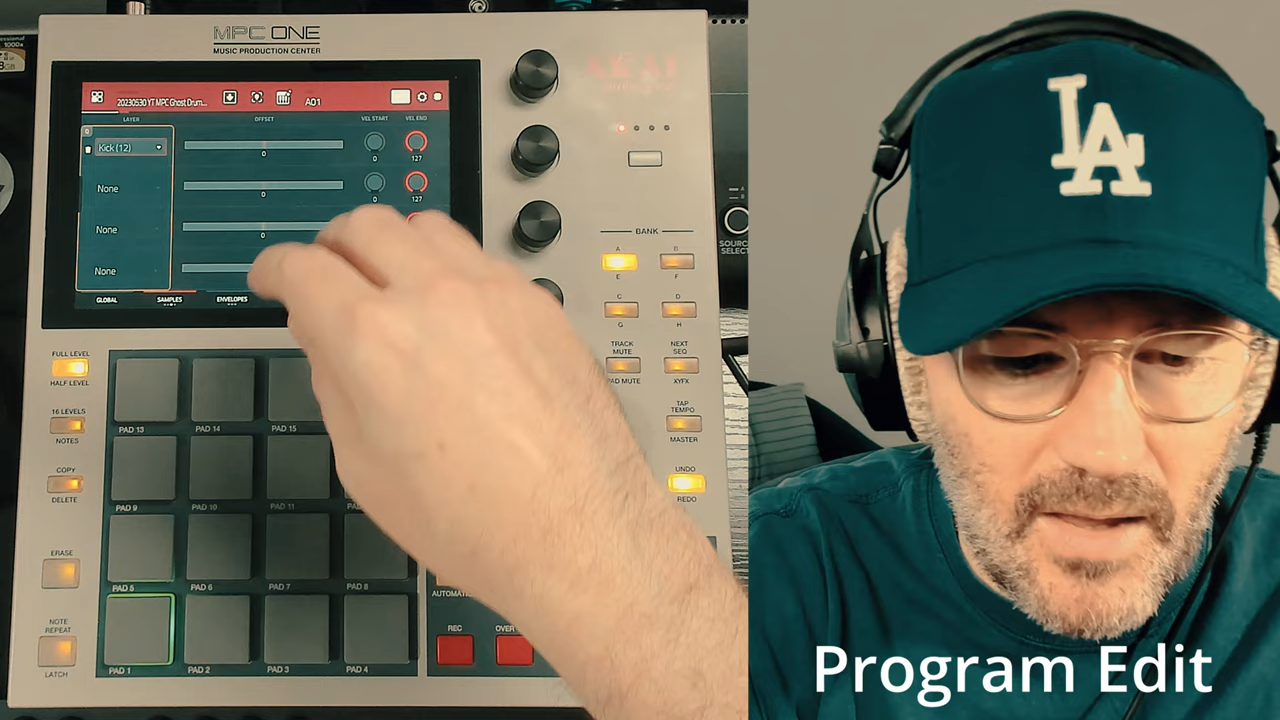 MPC ONE
MUSIC PRODUCTION CENTER
20230530 YT MPC Ghost Drum...
A01
LAYER
OFFSET
VEL START
VEL END
Kick (12)
0
0
127
None
0
0
127
None
0
None
GLOBAL
SAMPLES
ENVELOPES
AKAI
BANK
A
B
E
F
C
D
G
H
TRACK
MUTE
NEXT
SEQ
PAD MUTE
XYFX
TAP
TEMPO
MASTER
UNDO
REDO
FULL LEVEL
HALF LEVEL
16 LEVELS
NOTES
COPY
DELETE
ERASE
NOTE
REPEAT
LATCH
PAD 13
PAD 14
PAD 15
PAD 9
PAD 10
PAD 11
PAD 5
PAD 6
PAD 7
PAD 8
PAD 1
PAD 2
PAD 3
PAD 4
REC
OVER
SOURCE
SELECT
LA
Program Edit